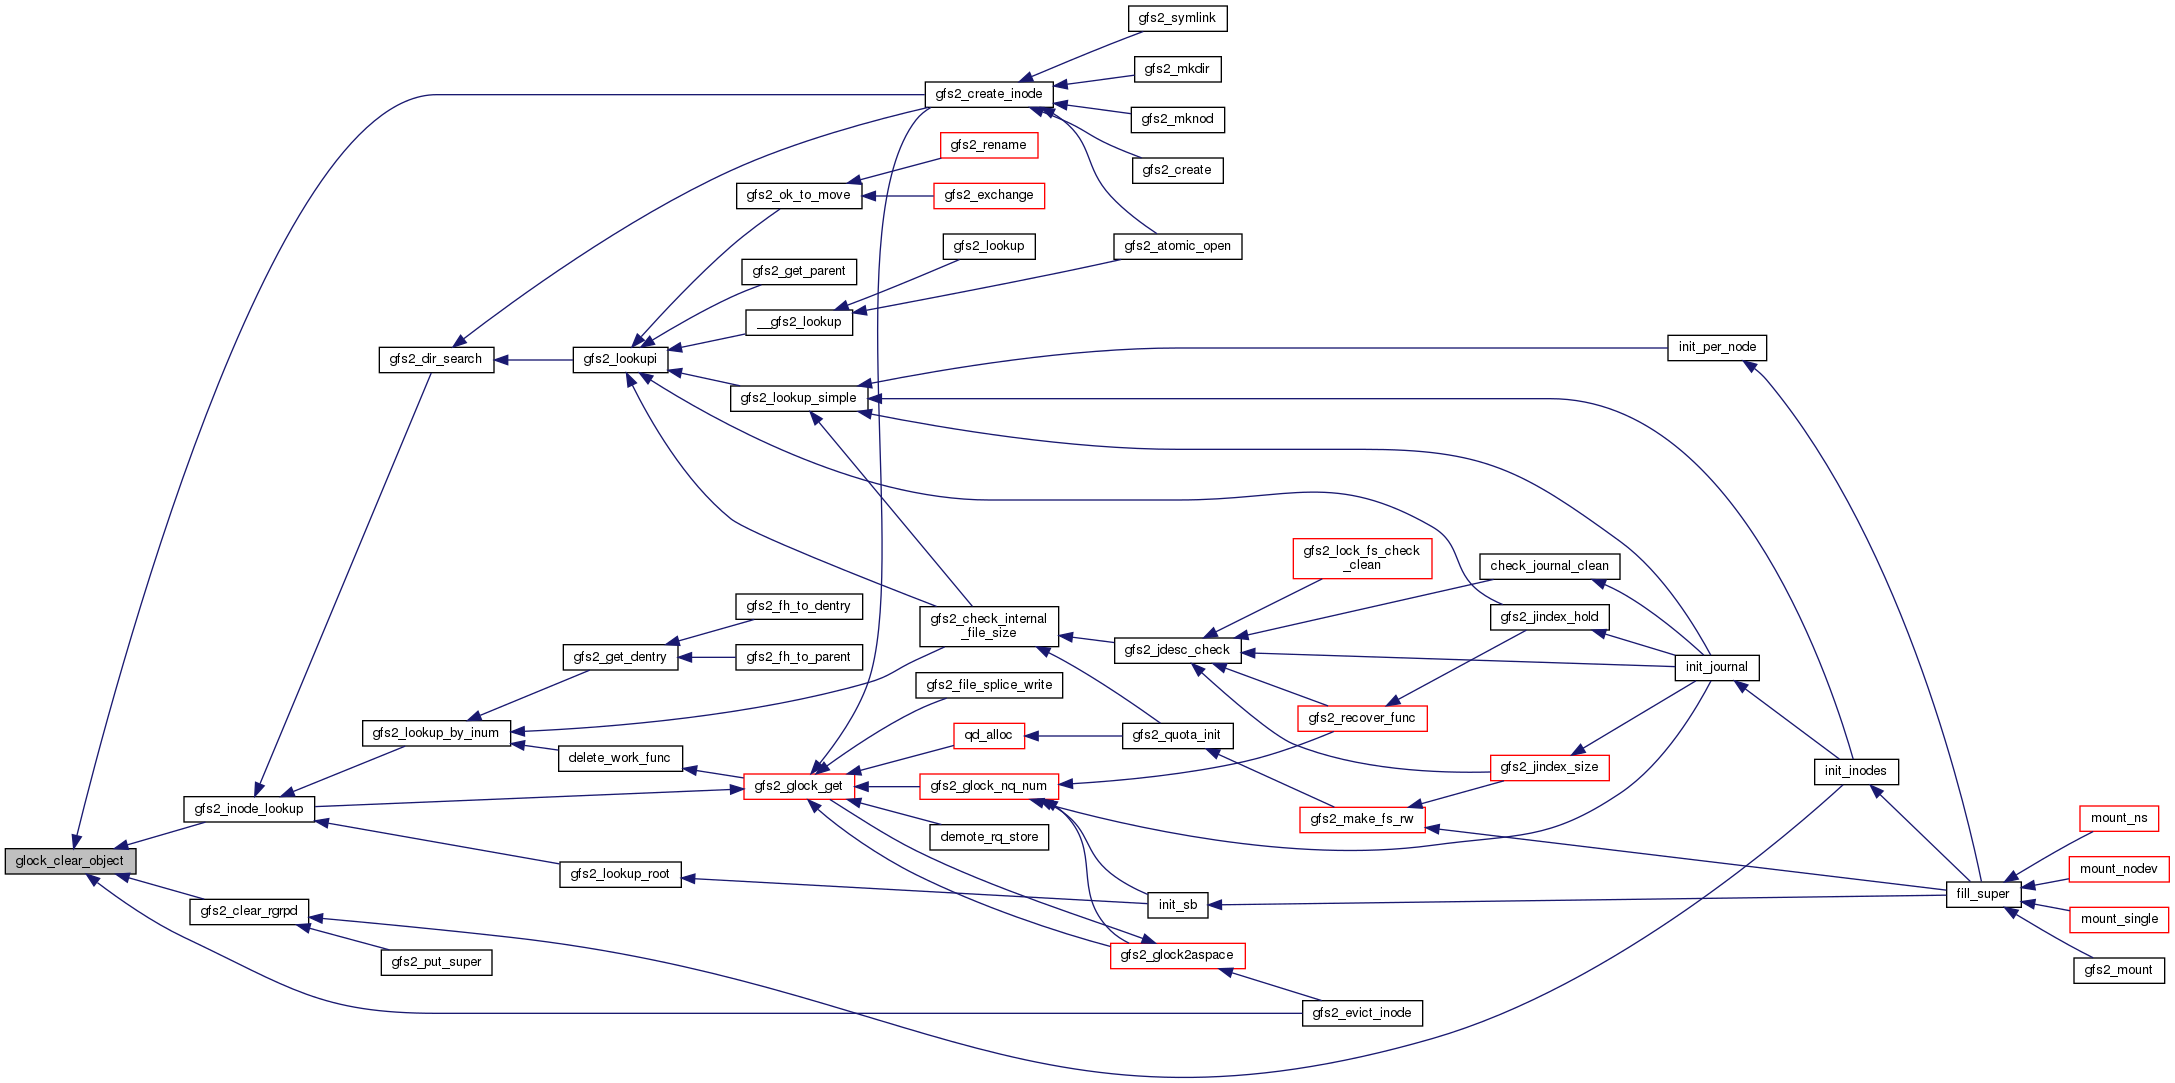 gfs2_symlink
gfs2_mkdir
gfs2_create_inode
gfs2_mknod
gfs2_rename
gfs2_create
gfs2_ok_to_move
gfs2_exchange
gfs2_lookup
gfs2_atomic_open
gfs2_get_parent
__gfs2_lookup
init_per_node
gfs2_dir_search
gfs2_lookupi
gfs2_lookup_simple
gfs2_lock_fs_check
_clean
check_journal_clean
gfs2_fh_to_dentry
gfs2_check_internal
_file_size
gfs2_jindex_hold
gfs2_jdesc_check
gfs2_get_dentry
gfs2_fh_to_parent
init_journal
gfs2_file_splice_write
gfs2_recover_func
gfs2_lookup_by_inum
qd_alloc
gfs2_quota_init
delete_work_func
gfs2_jindex_size
init_inodes
gfs2_glock_get
gfs2_glock_nq_num
gfs2_inode_lookup
gfs2_make_fs_rw
mount_ns
demote_rq_store
glock_clear_object
mount_nodev
gfs2_lookup_root
fill_super
init_sb
gfs2_clear_rgrpd
mount_single
gfs2_glock2aspace
gfs2_put_super
gfs2_mount
gfs2_evict_inode